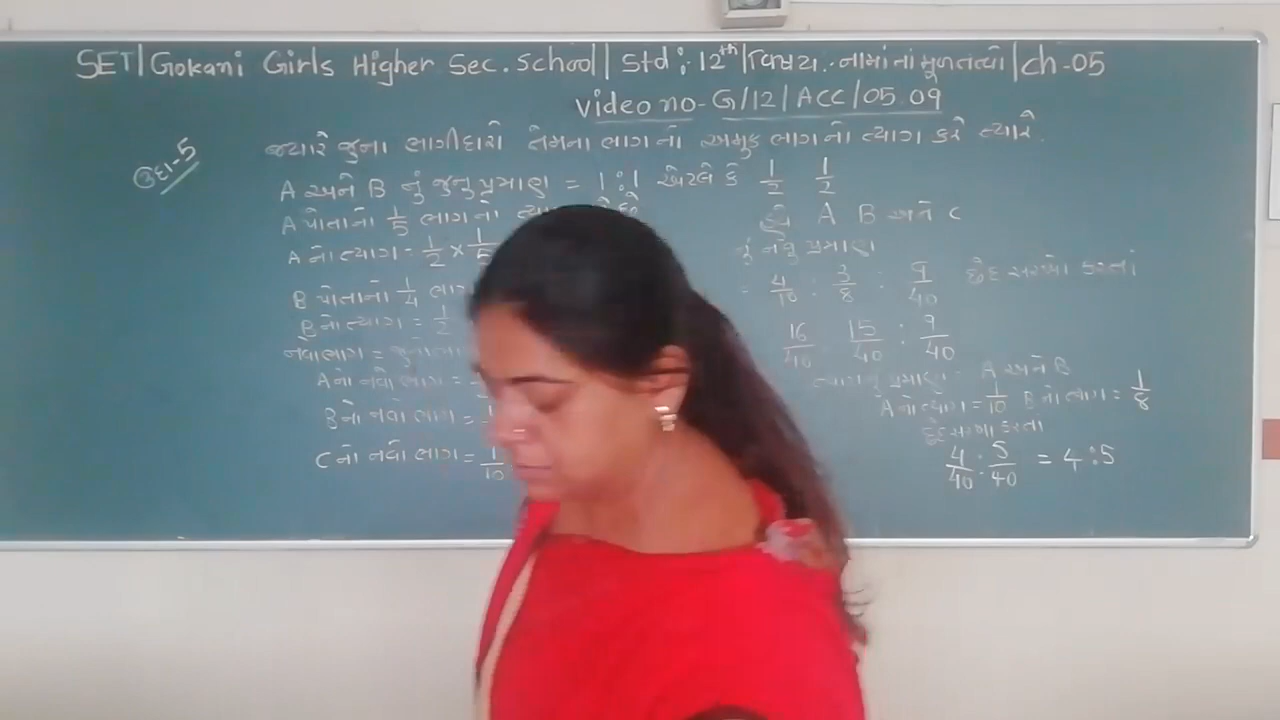 SET|Gokani Girls Higher Sec. School|| Std : 12th|વિષય. નામાંનાં મૂળતત્વો|Ch-05
Video no- G/12/ACC/05.09
ઉદા-5
જ્યારે જુના ભાગીદારો તેમના ભાગનો અમુક ભાગનો ત્યાગ કરે ત્યારે.
A અને B નું જુનુ પ્રમાણ = 1:1 એટલે કે 1/2 1/2
A પોતાનો 1/5 ભાગનો
A નો ત્યાગ = 1/2 × 1/5
B પોતાનો 1/4 ભાગ
B નો ત્યાગ = 1/2
નવો ભાગ = જુનો ભાગ
A નો નવો ભાગ =
B નો નવો ભાગ =
C નો નવો ભાગ = 1/10
હવે A B અને C
નું નવુ પ્રમાણ
= 4/10 : 3/8 : 9/40 છેદ સરખા કરતાં
16/40 15/40 : 9/40
ત્યાગનું પ્રમાણ A અને B
A નો ત્યાગ = 1/10 B નો ત્યાગ = 1/8
છેદ સરખા કરતા
4/40 : 5/40 = 4:5